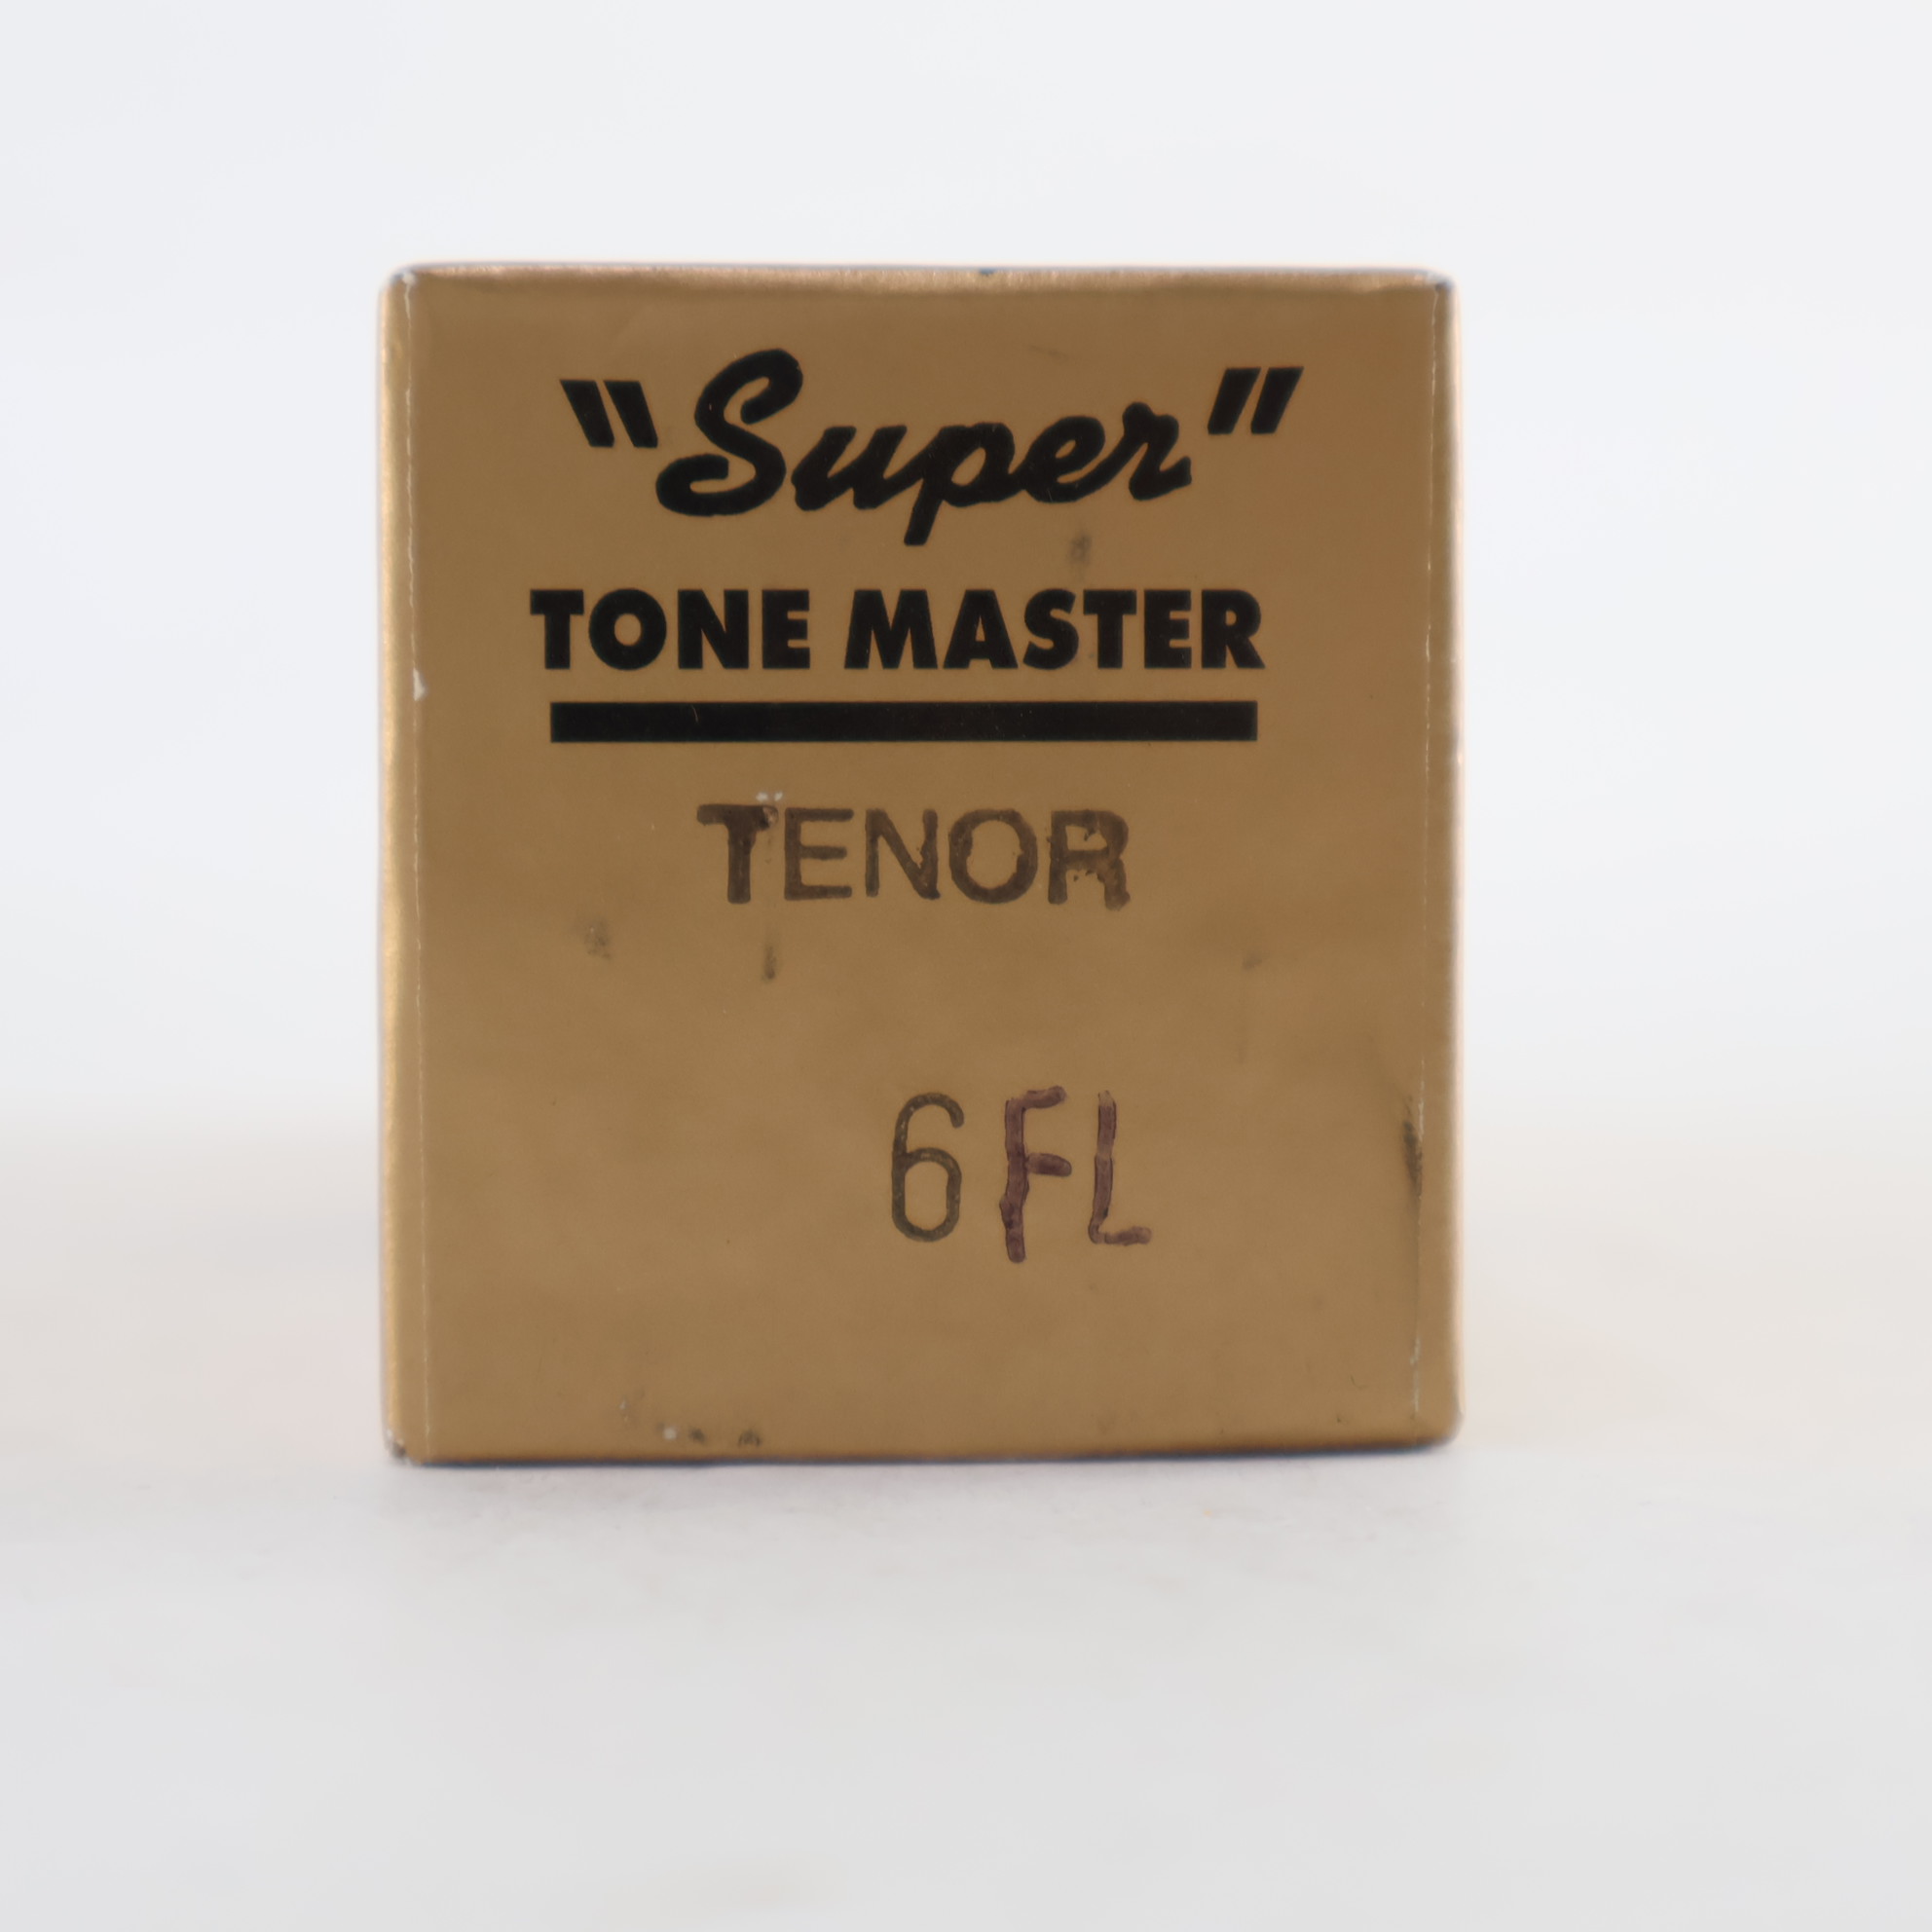 "Super"
TONE MASTER
TENOR
6FL